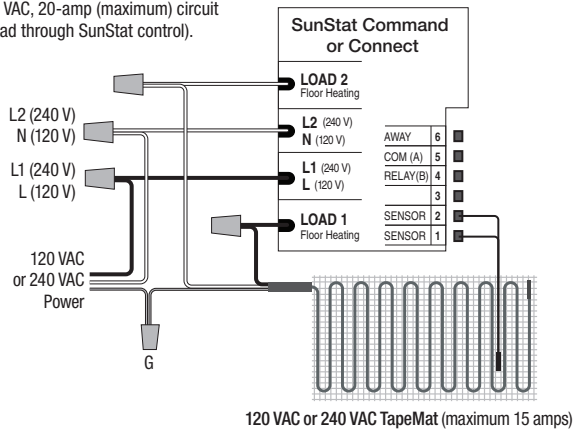 VAC, 20-amp (maximum) circuit
ad through SunStat control).
SunStat Command
or Connect
LOAD 2
Floor Heating
L2 (240 V)
N (120 V)
L2 (240 V)
N (120 V)
L1 (240 V)
L (120 V)
L1 (240 V)
L (120 V)
LOAD 1
Floor Heating
AWAY 6
COM (A) 5
RELAY(B) 4
3
SENSOR 2
SENSOR 1
120 VAC
or 240 VAC
Power
G
120 VAC or 240 VAC TapeMat (maximum 15 amps)